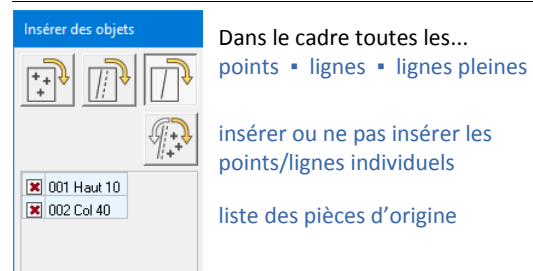 Insérer des objets
Dans le cadre toutes les...
points ▪ lignes ▪ lignes pleines
insérer ou ne pas insérer les
points/lignes individuels
001 Haut 10
002 Col 40
liste des pièces d’origine